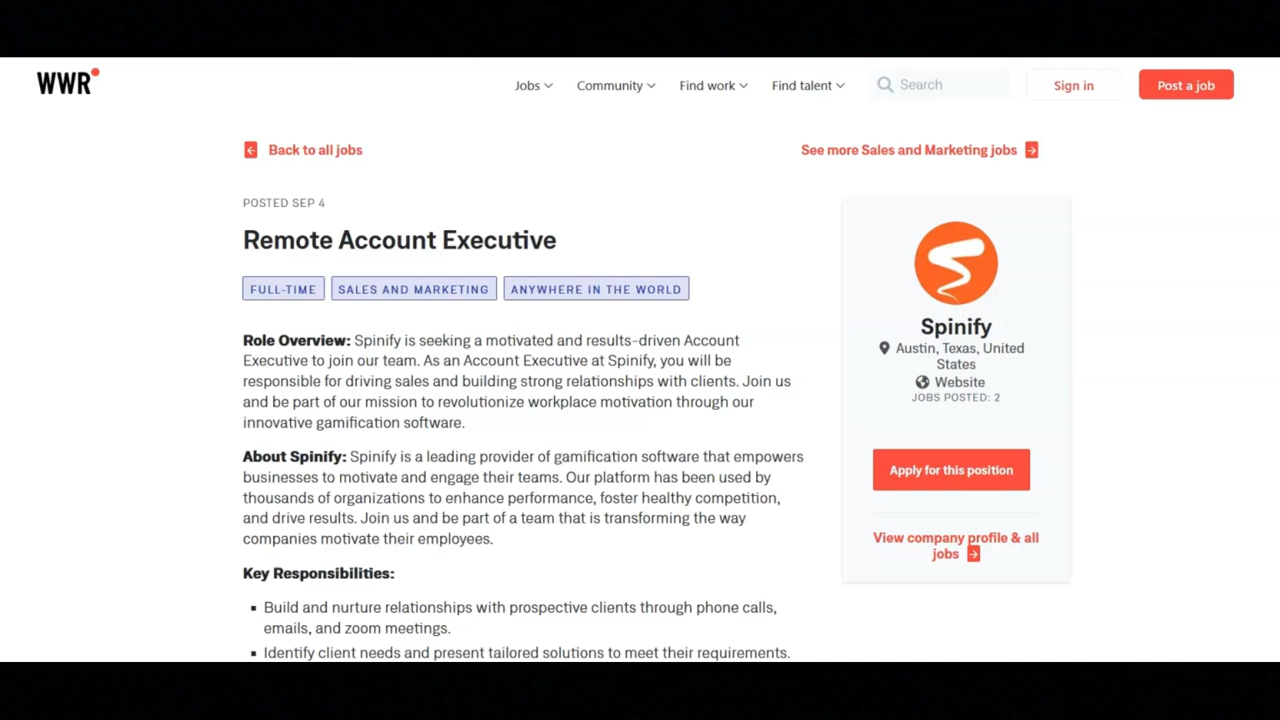 WWR
Jobs
Community
Find work
Find talent
Search
Sign in
Post a job
Back to all jobs
See more Sales and Marketing jobs
POSTED SEP 4
Remote Account Executive
FULL-TIME
SALES AND MARKETING
ANYWHERE IN THE WORLD
Role Overview: Spinify is seeking a motivated and results-driven Account
Executive to join our team. As an Account Executive at Spinify, you will be
responsible for driving sales and building strong relationships with clients. Join us
and be part of our mission to revolutionize workplace motivation through our
innovative gamification software.
About Spinify: Spinify is a leading provider of gamification software that empowers
businesses to motivate and engage their teams. Our platform has been used by
thousands of organizations to enhance performance, foster healthy competition,
and drive results. Join us and be part of a team that is transforming the way
companies motivate their employees.
Key Responsibilities:
▪ Build and nurture relationships with prospective clients through phone calls,
emails, and zoom meetings.
▪ Identify client needs and present tailored solutions to meet their requirements.
Spinify
Austin, Texas, United
States
Website
JOBS POSTED: 2
Apply for this position
View company profile & all
jobs